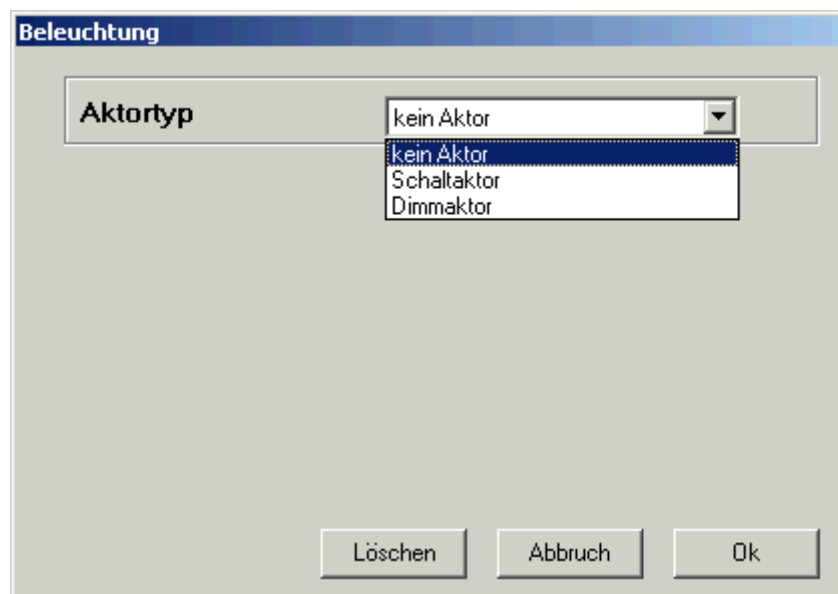 Beleuchtung
Aktortyp
kein Aktor
kein Aktor
Schaltaktor
Dimmaktor
Löschen Abbruch Ok